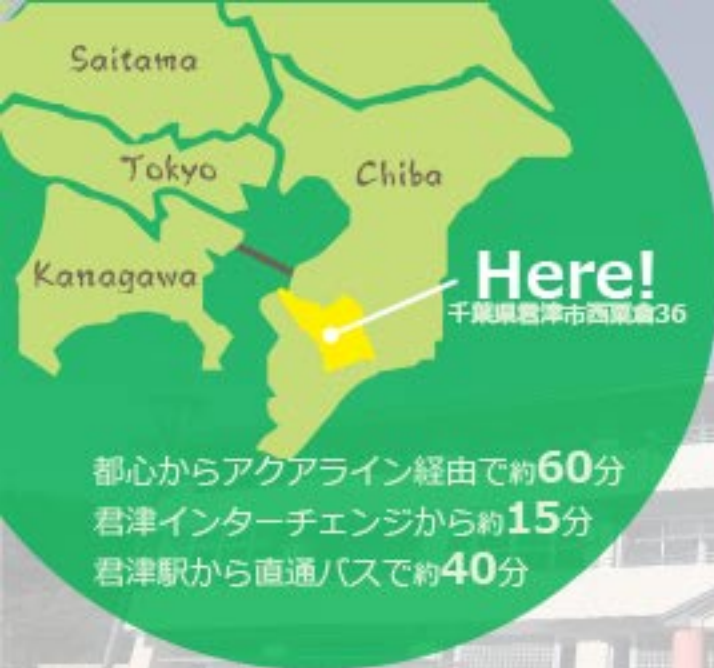 Saitama
Tokyo
Chiba
Kanagawa
Here!
千葉県君津市西粟倉36
都心からアクアライン経由で約60分
君津インターチェンジから約15分
君津駅から直通バスで約40分